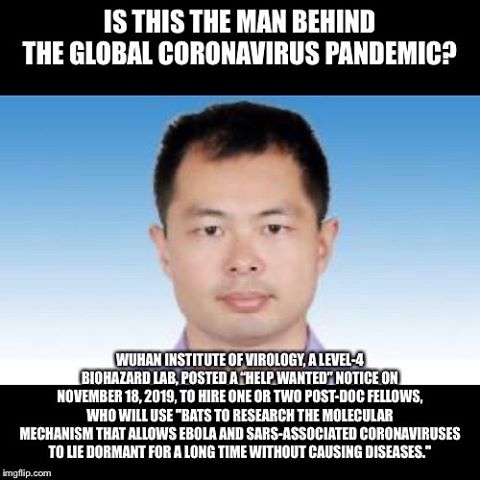 IS THIS THE MAN BEHIND
THE GLOBAL CORONAVIRUS PANDEMIC?
WUHAN INSTITUTE OF VIROLOGY, A LEVEL-4
BIOHAZARD LAB, POSTED A "HELP WANTED" NOTICE ON
NOVEMBER 18, 2019, TO HIRE ONE OR TWO POST-DOC FELLOWS,
WHO WILL USE "BATS TO RESEARCH THE MOLECULAR
MECHANISM THAT ALLOWS EBOLA AND SARS-ASSOCIATED CORONAVIRUSES
TO LIE DORMANT FOR A LONG TIME WITHOUT CAUSING DISEASES."
imgflip.com